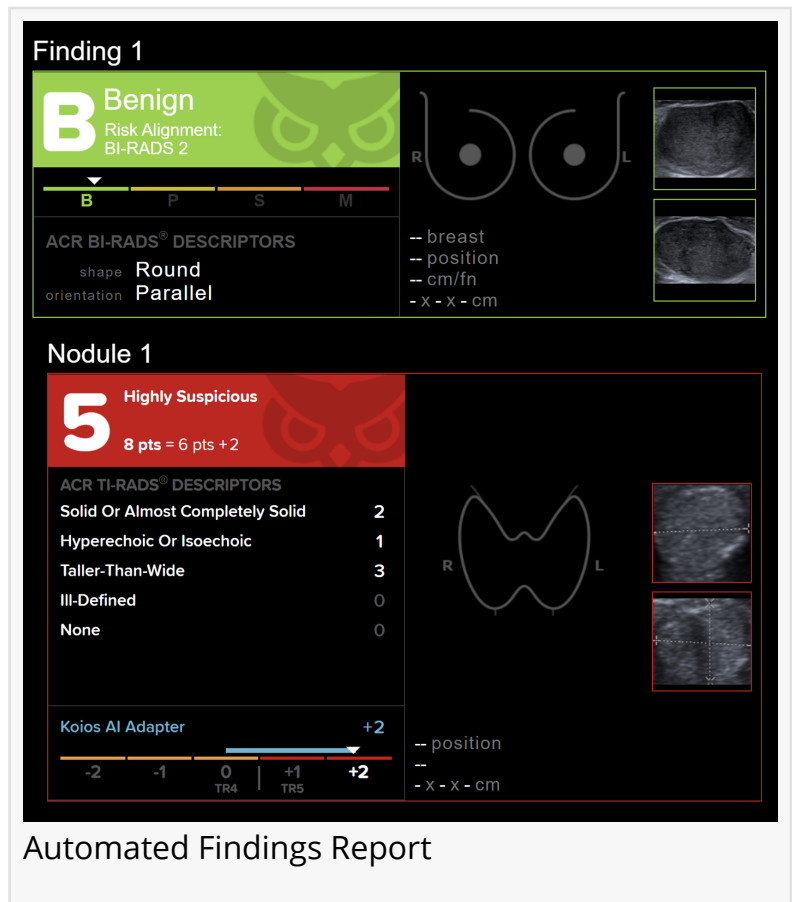 Finding 1
B
Benign
Risk Alignment:
BI-RADS 2
B P S M
ACR BI-RADS® DESCRIPTORS
shape Round
orientation Parallel
R L
-- breast
-- position
-- cm/fn
- x - x - cm
Nodule 1
5
Highly Suspicious
8 pts = 6 pts + 2
ACR TI-RADS® DESCRIPTORS
Solid Or Almost Completely Solid 2
Hyperechoic Or Isoechoic 1
Taller-Than-Wide 3
Ill-Defined 0
None 0
Koios AI Adapter +2
-2 -1 0 +1 +2
TR4 TR5
R L
-- position
--
- x - x - cm
Automated Findings Report